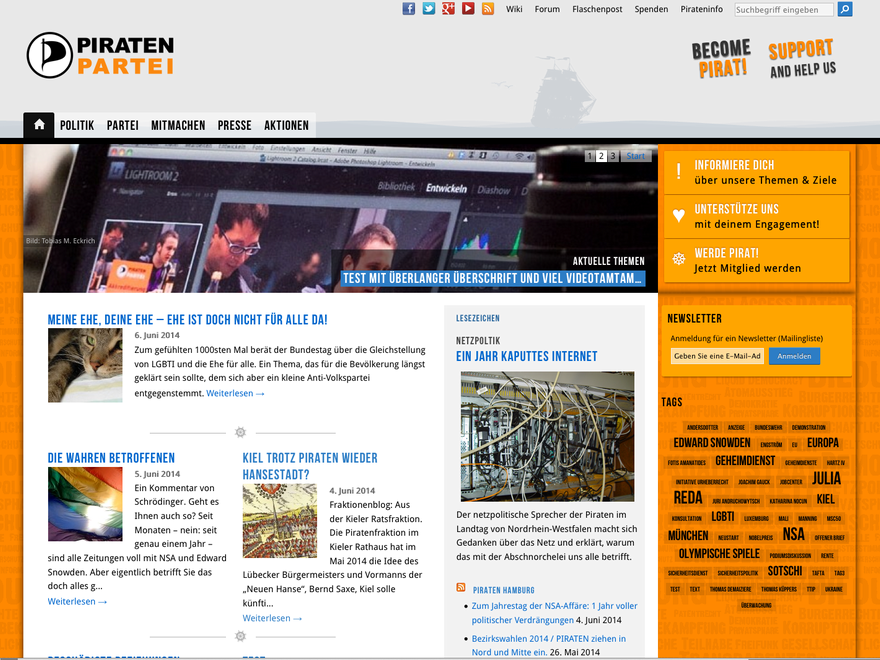 Wiki Forum Flaschenpost Spenden Pirateninfo Suchbegriff eingeben
PIRATEN
PARTEI
BECOME
PIRAT!
SUPPORT
AND HELP US
POLITIK PARTEI MITMACHEN PRESSE AKTIONEN
LIGHTROOM 2
Bibliothek Entwickeln Diashow
1 2 3 Start
Bild: Tobias M. Eckrich
AKTUELLE THEMEN
TEST MIT ÜBERLANGER ÜBERSCHRIFT UND VIEL VIDEOTAMTAM...
! INFORMIERE DICH
über unsere Themen & Ziele
UNTERSTÜTZE UNS
mit deinem Engagement!
WERDE PIRAT!
Jetzt Mitglied werden
MEINE EHE, DEINE EHE – EHE IST DOCH NICHT FÜR ALLE DA!
6. Juni 2014
Zum gefühlten 1000sten Mal berät der Bundestag über die Gleichstellung
von LGBTI und die Ehe für alle. Ein Thema, das für die Bevölkerung längst
geklärt sein sollte, dem sich aber ein kleine Anti-Volkspartei
entgegenstemmt. Weiterlesen →
DIE WAHREN BETROFFENEN
5. Juni 2014
Ein Kommentar von
Schrödinger. Geht es
Ihnen auch so? Seit
Monaten – nein: seit
genau einem Jahr –
sind alle Zeitungen voll mit NSA und Edward
Snowden. Aber eigentlich betrifft Sie das
doch alles g...
Weiterlesen →
KIEL TROTZ PIRATEN WIEDER
HANSESTADT?
4. Juni 2014
Fraktionenblog: Aus
der Kieler Ratsfraktion.
Die Piratenfraktion im
Kieler Rathaus hat im
Mai 2014 die Idee des
Lübecker Bürgermeisters und Vormanns der
„Neuen Hanse“, Bernd Saxe, Kiel solle
künfti...
Weiterlesen →
LESEZEICHEN
NETZPOLITIK
EIN JAHR KAPUTTES INTERNET
Der netzpolitische Sprecher der Piraten im
Landtag von Nordrhein-Westfalen macht sich
Gedanken über das Netz und erklärt, warum
das mit der Abschnorchelei uns alle betrifft.
PIRATEN HAMBURG
• Zum Jahrestag der NSA-Affäre: 1 Jahr voller
politischer Verdrängungen 4. Juni 2014
• Bezirkswahlen 2014 / PIRATEN ziehen in
Nord und Mitte ein. 26. Mai 2014
NEWSLETTER
Anmeldung für ein Newsletter (Mailingliste)
Geben Sie eine E-Mail-Ad Anmelden
TAGS
ANDERSDOTTER ANZEIGE BUNDESWEHR DEMONSTRATION
EDWARD SNOWDEN ENGSTRÖM EU EUROPA
FOTIS AMANATIDES GEHEIMDIENST GEHEIMDIENSTE HARTZ IV
INITIATIVE URHEBERRECHT JOACHIM GAUCK JOBCENTER JULIA
REDA JURI ANDRUCHOWYTSCH KATHARINA NOCUN KIEL
KONSULTATION LGBTI LUXEMBURG MALI MANNING MSC50
MÜNCHEN NEUSTART NOBELPREIS NSA OFFENER BRIEF
OLYMPISCHE SPIELE PODIUMSDISKUSSION RENTE
SICHERHEITSDIENST SICHERHEITSPOLITIK SOTSCHI TAFTA TAG3
TEST TEXT THOMAS DEMAIZIERE THOMAS KÜPPERS TTIP UKRAINE
ÜBERWACHUNG